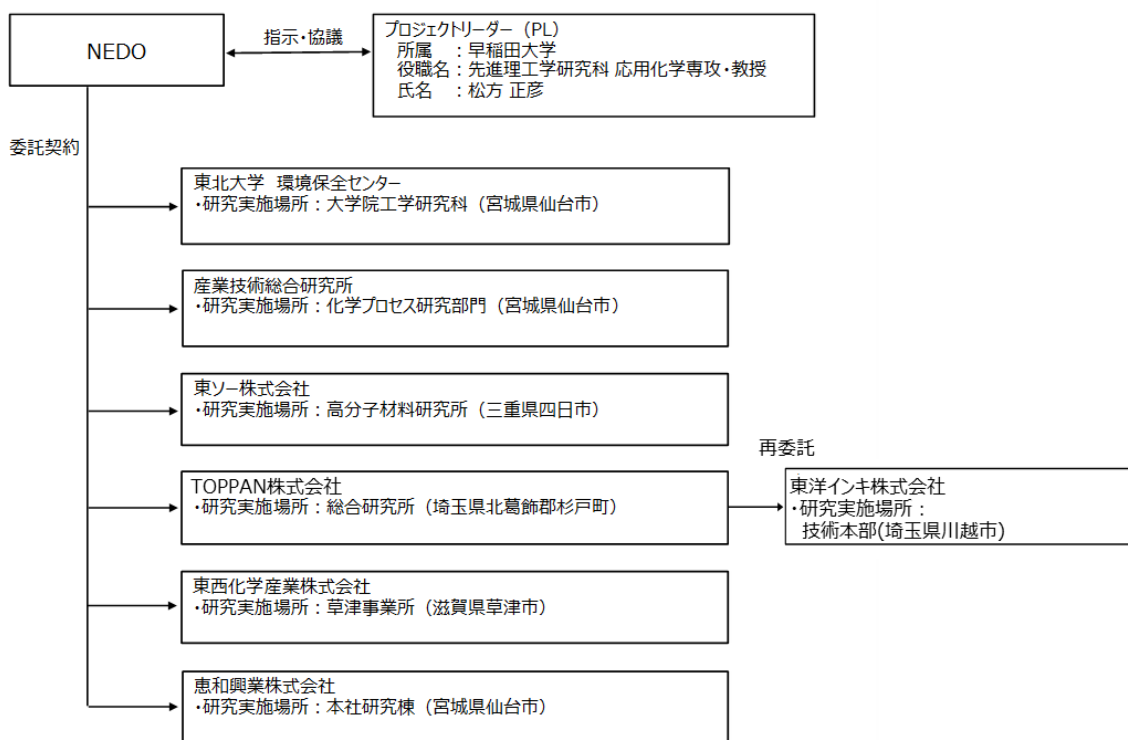 NEDO
指示・協議
プロジェクトリーダー（PL）
所属　：早稲田大学
役職名：先進理工学研究科 応用化学専攻・教授
氏名　：松方 正彦
委託契約
東北大学　環境保全センター
・研究実施場所：大学院工学研究科（宮城県仙台市）
産業技術総合研究所
・研究実施場所：化学プロセス研究部門（宮城県仙台市）
東ソー株式会社
・研究実施場所：高分子材料研究所（三重県四日市）
再委託
TOPPAN株式会社
・研究実施場所：総合研究所（埼玉県北葛飾郡杉戸町）
東洋インキ株式会社
・研究実施場所：
技術本部(埼玉県川越市)
東西化学産業株式会社
・研究実施場所：草津事業所（滋賀県草津市）
恵和興業株式会社
・研究実施場所：本社研究棟（宮城県仙台市）